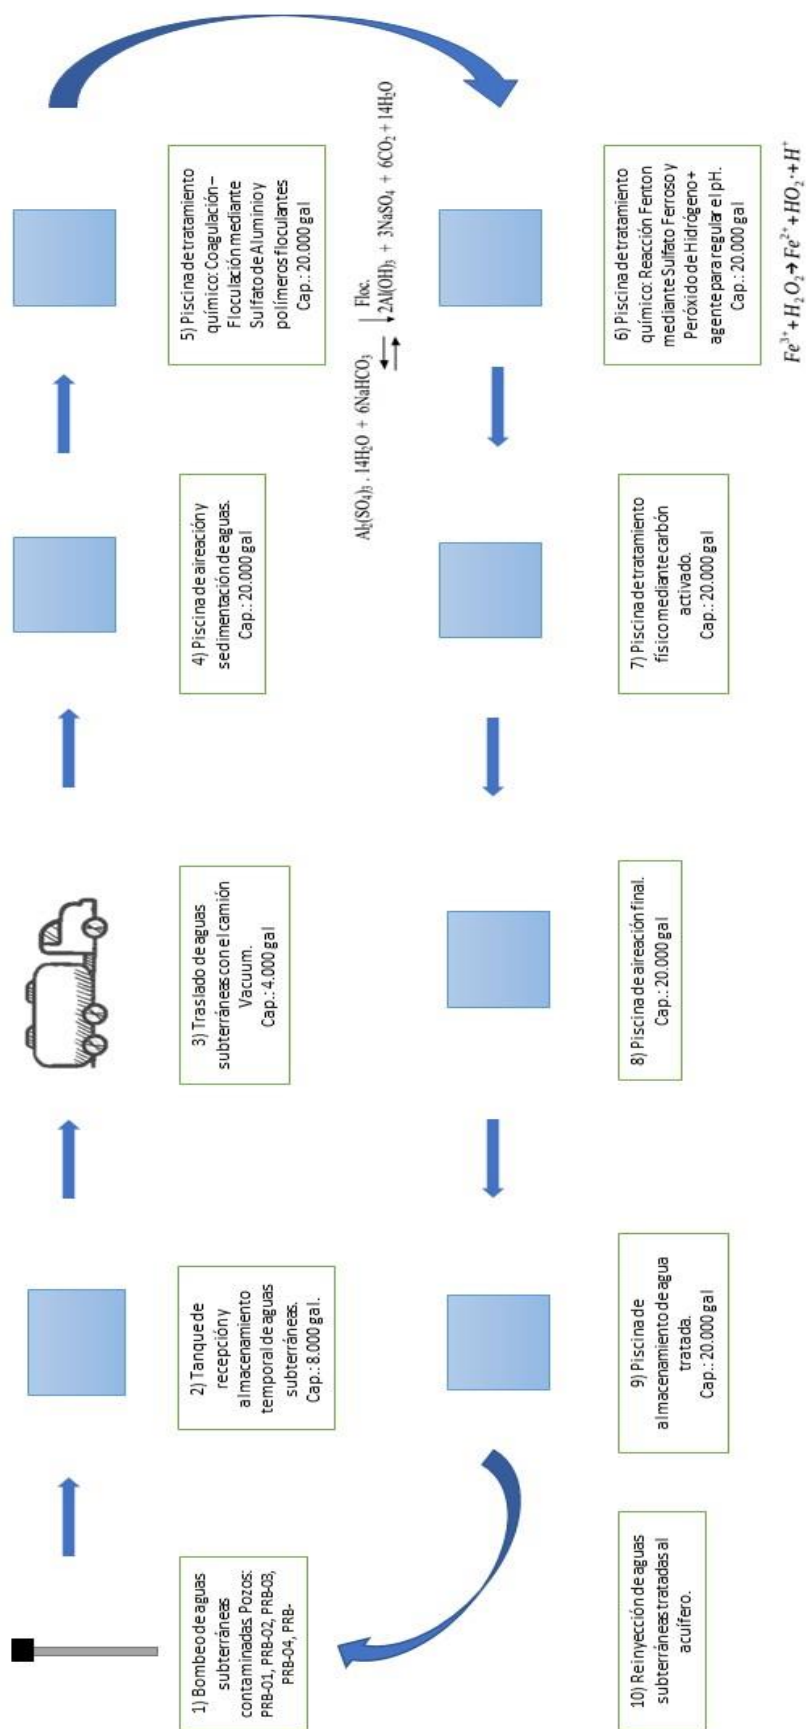 1) Bombeo de aguas
subterráneas
contaminadas. Pozos:
PRB-01, PRB-02, PRB-03,
PRB-04, PRB-
2) Tanque de
recepción y
almacenamiento
temporal de aguas
subterráneas.
Cap.: 8.000 gal.
3) Traslado de aguas
subterráneas con el camión
Vacuum.
Cap.: 4.000 gal
4) Piscina de aireación y
sedimentación de aguas.
Cap.: 20.000 gal
5) Piscina de tratamiento
químico: Coagulación –
Floculación mediante
Sulfato de Aluminio y
polímeros floculantes
Cap.: 20.000 gal
Floc.
Al₂(SO₄)₃ . 14H₂O + 6NaHCO₃ ⇄ ↓2Al(OH)₃ + 3NaSO₄ + 6CO₂ + 14H₂O
6) Piscina de tratamiento
químico: Reacción Fenton
mediante Sulfato Ferroso y
Peróxido de Hidrógeno +
agente para regular el pH.
Cap.: 20.000 gal
Fe³⁺ + H₂O₂ → Fe²⁺ + HO₂· + H⁺
7) Piscina de tratamiento
físico mediante carbón
activado.
Cap.: 20.000 gal
8) Piscina de aireación final.
Cap.: 20.000 gal
9) Piscina de
almacenamiento de agua
tratada.
Cap.: 20.000 gal
10) Reinyección de aguas
subterráneas tratadas al
acuífero.